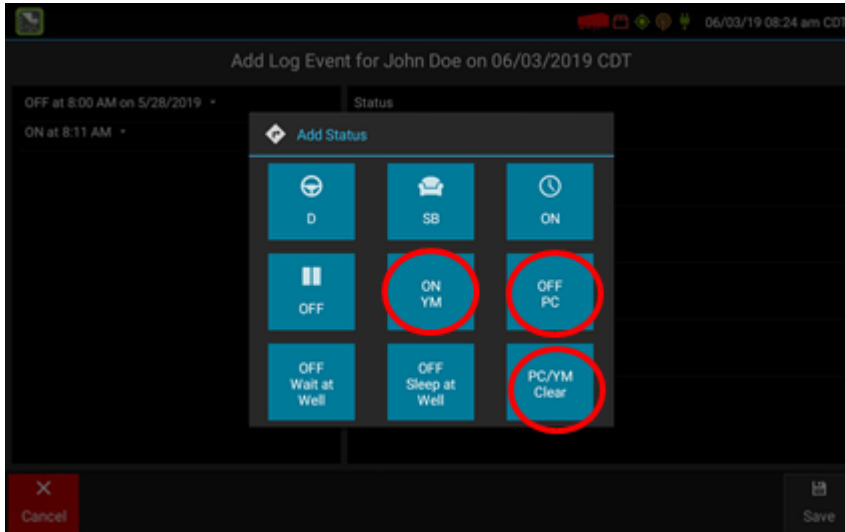 06/03/19 08:24 am CDT
Add Log Event for John Doe on 06/03/2019 CDT
OFF at 8:00 AM on 5/28/2019
Status
ON at 8:11 AM
Add Status
D
SB
ON
OFF
ON
YM
OFF
PC
OFF
Wait at
Well
OFF
Sleep at
Well
PC/YM
Clear
Cancel
Save